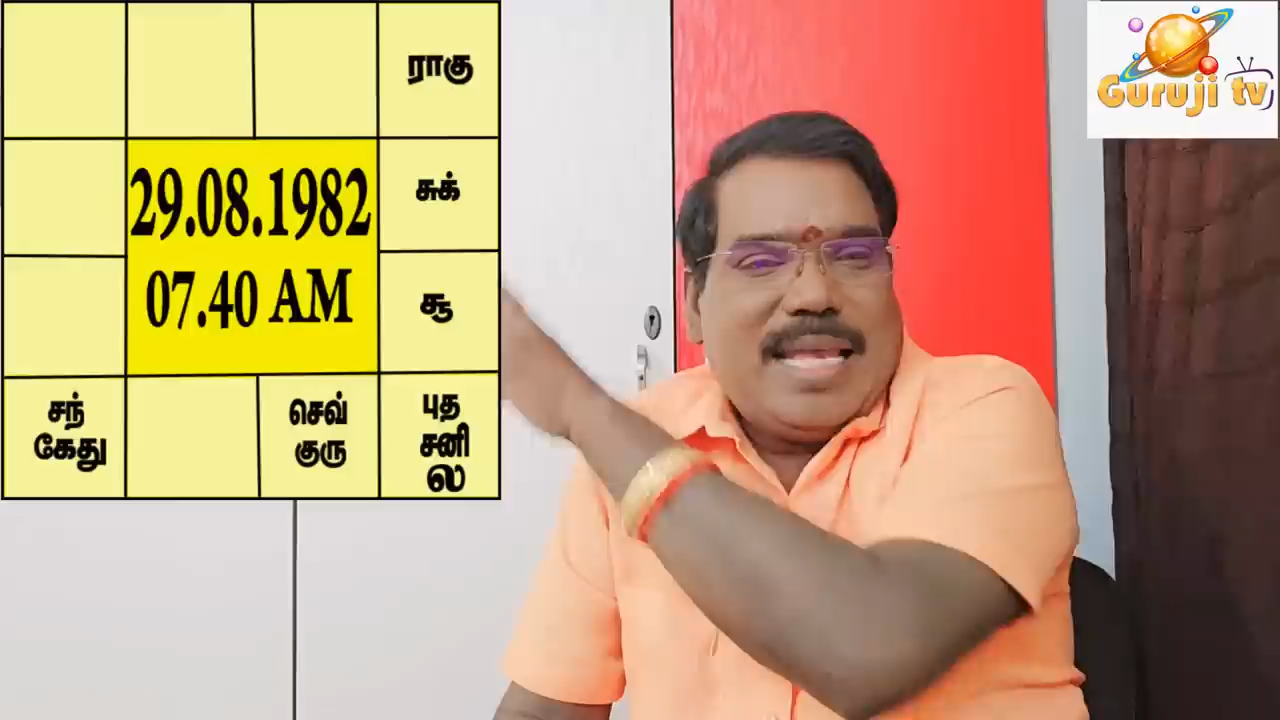 ராகு
29.08.1982
சுக்
07.40 AM
சூ
சந்
கேது
செவ்
குரு
புத
சனி
ல
Guruji tv